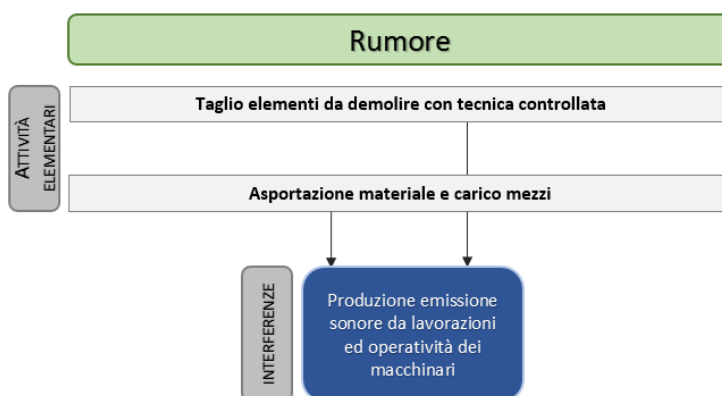 Rumore
ATTIVITÀ
ELEMENTARI
Taglio elementi da demolire con tecnica controllata
Asportazione materiale e carico mezzi
INTERFERENZE
Produzione emissione
sonore da lavorazioni
ed operatività dei
macchinari